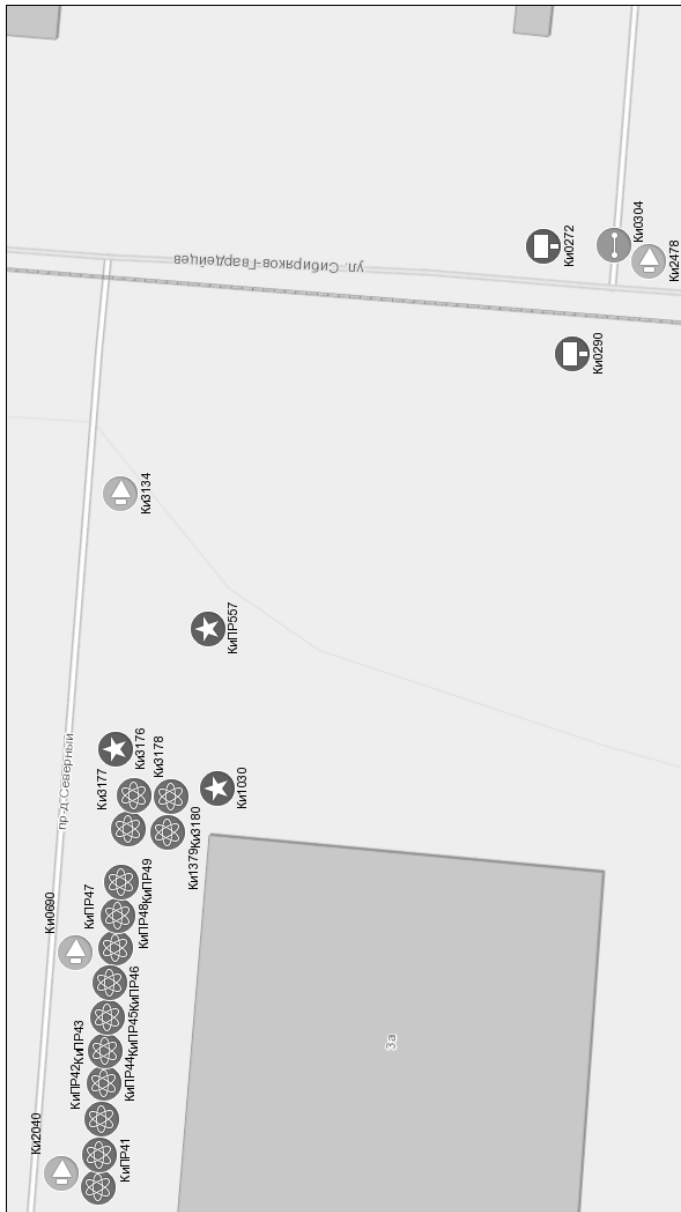 ул. Сибиряков-Гвардейцев
Ки0272
Ки0304
Ки2478
Ки0290
Ки3134
КиПР557
пр-д Северный
Ки3176
Ки3178
Ки3177
Ки1030
Ки3180
Ки1379
КиПР49
КиПР47
КиПР48
Ки0690
КиПР46
КиПР45
КиПР43
КиПР44
КиПР42
Ки2040
КиПР41
3а